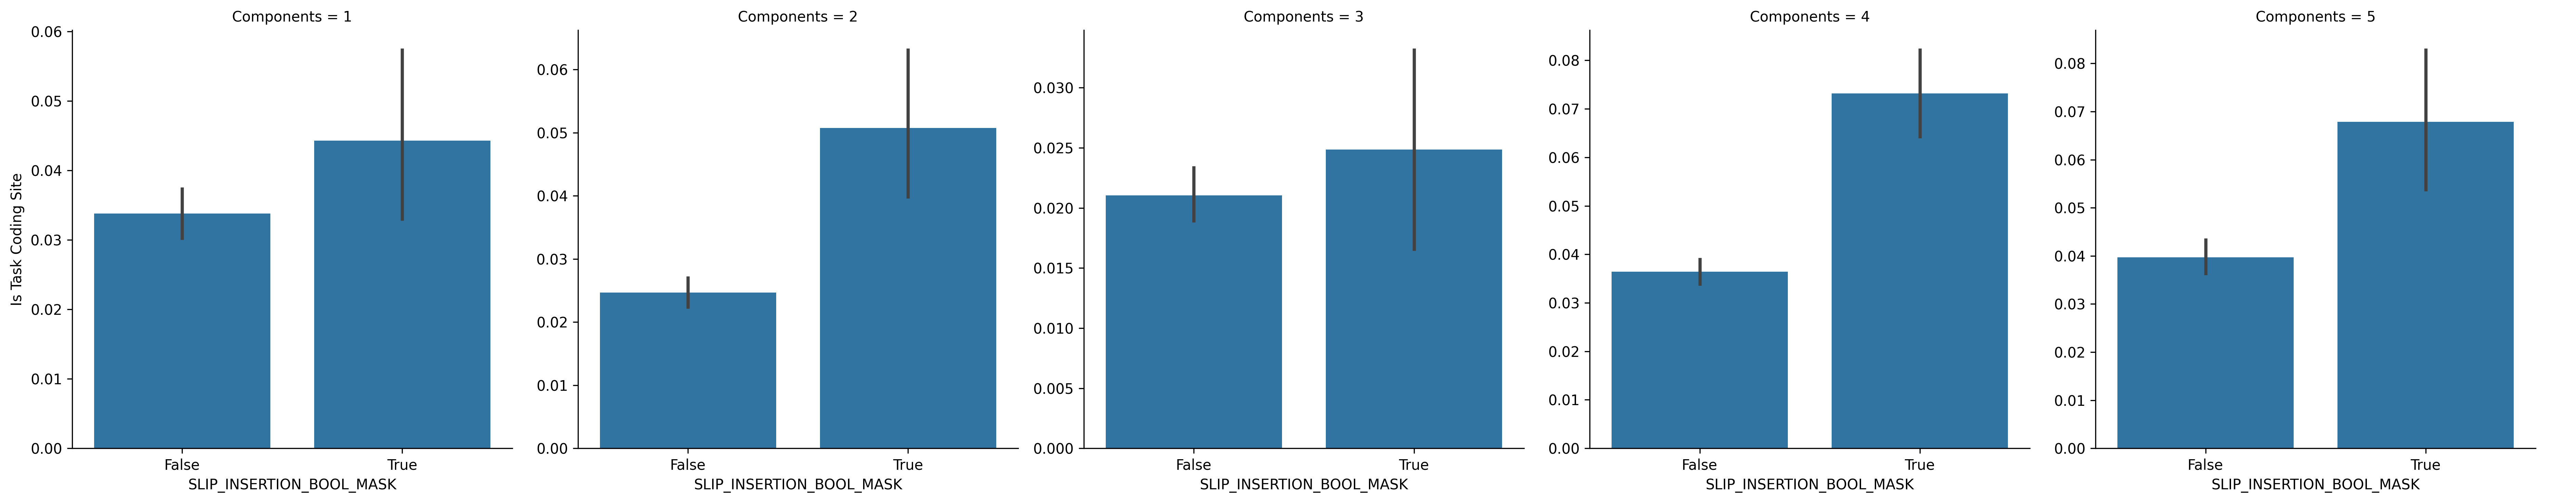 Components = 1
Components = 2
Components = 3
Components = 4
Components = 5
Is Task Coding Site
0.06
0.05
0.04
0.03
0.02
0.01
0.00
False
True
SLIP_INSERTION_BOOL_MASK
0.06
0.05
0.04
0.03
0.02
0.01
0.00
False
True
SLIP_INSERTION_BOOL_MASK
0.030
0.025
0.020
0.015
0.010
0.005
0.000
False
True
SLIP_INSERTION_BOOL_MASK
0.08
0.07
0.06
0.05
0.04
0.03
0.02
0.01
0.00
False
True
SLIP_INSERTION_BOOL_MASK
0.08
0.07
0.06
0.05
0.04
0.03
0.02
0.01
0.00
False
True
SLIP_INSERTION_BOOL_MASK